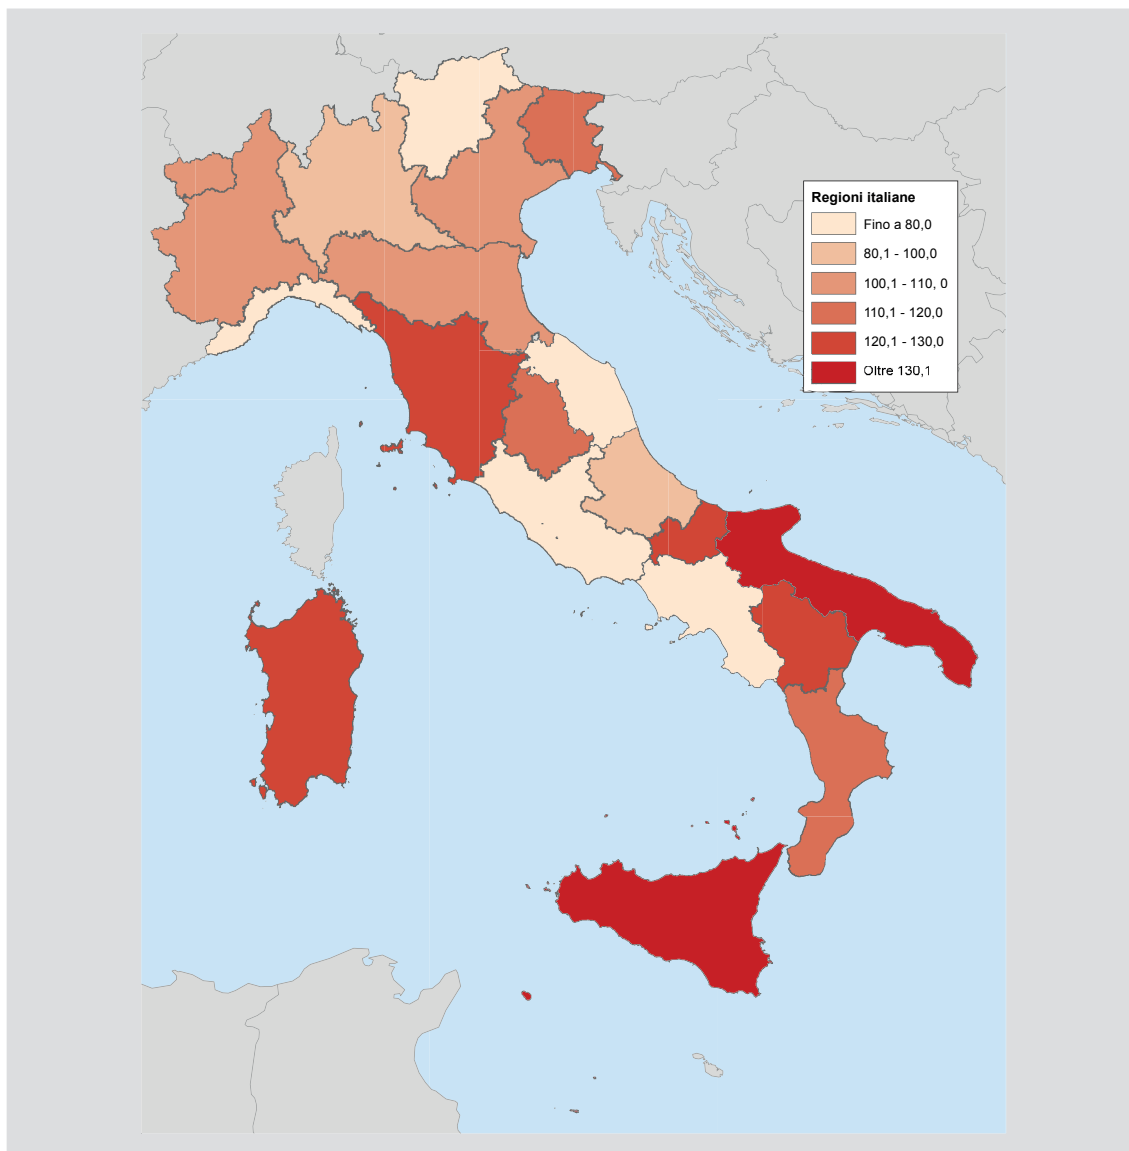 Regioni italiane
Fino a 80,0
80,1 - 100,0
100,1 - 110, 0
110,1 - 120,0
120,1 - 130,0
Oltre 130,1